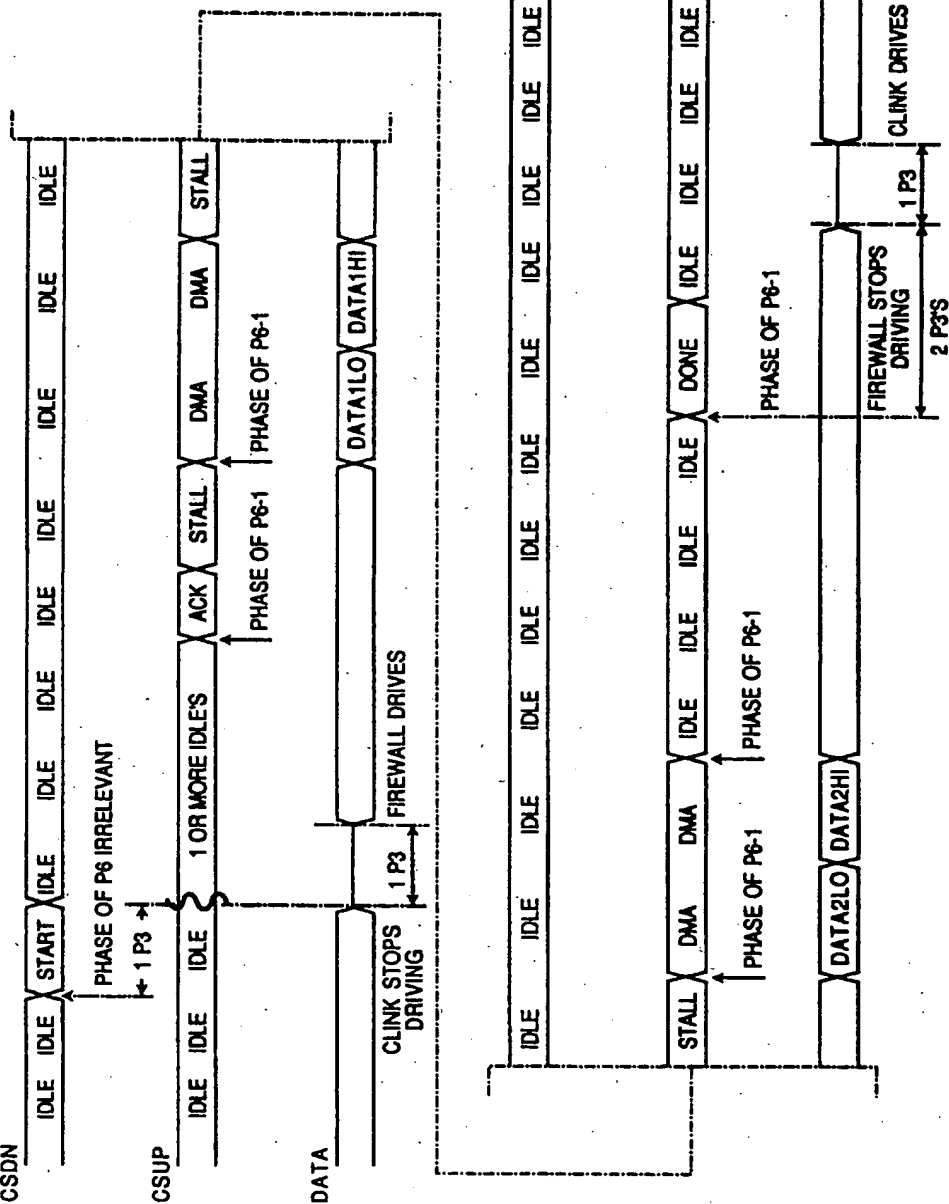 CSDN
IDLE IDLE START IDLE IDLE IDLE IDLE IDLE IDLE IDLE IDLE
PHASE OF P6 IRRELEVANT
1 P3
CSUP
IDLE IDLE IDLE 1 OR MORE IDLE'S ACK STALL DMA DMA STALL
PHASE OF P6-1
PHASE OF P6-1
DATA
DATA1LO DATA1HI
CLINK STOPS
DRIVING
1 P3
FIREWALL DRIVES
IDLE IDLE IDLE IDLE IDLE IDLE IDLE IDLE IDLE IDLE IDLE
STALL DMA DMA IDLE IDLE IDLE IDLE DONE IDLE IDLE IDLE IDLE
PHASE OF P6-1
PHASE OF P6-1
PHASE OF P6-1
DATA2LO DATA2HI
FIREWALL STOPS
DRIVING
2 P3'S
1 P3
CLINK DRIVES